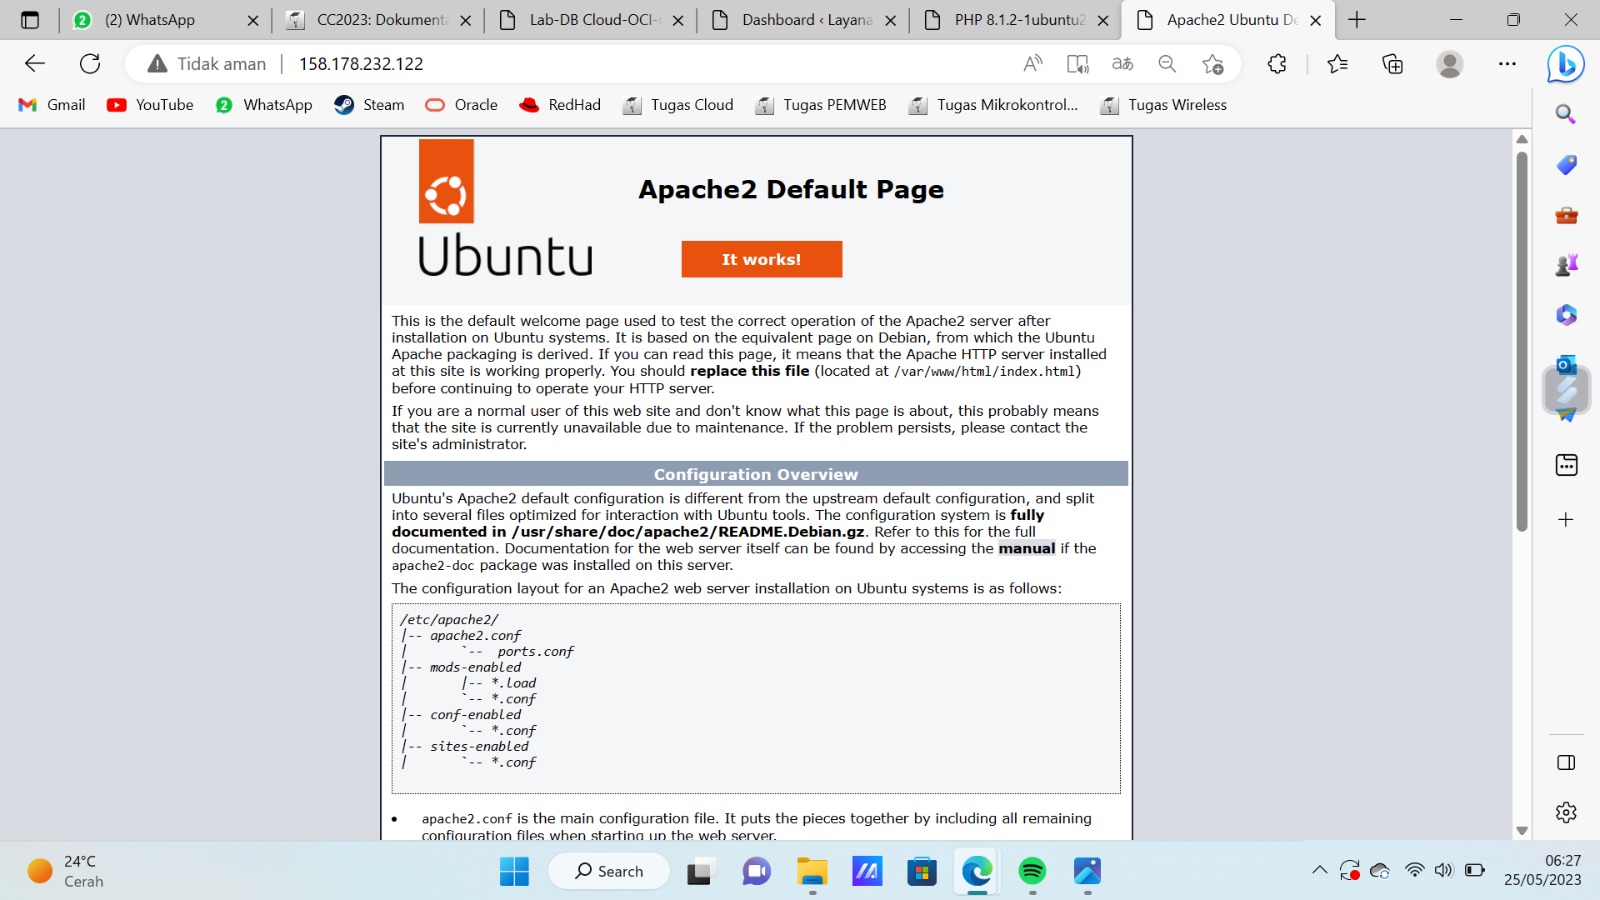 (2) WhatsApp
CC2023: Dokumenta
Lab-DB Cloud-OCI-
Dashboard ‹ Layana
PHP 8.1.2-1ubuntu2
Apache2 Ubuntu De
Tidak aman
158.178.232.122
Gmail
YouTube
WhatsApp
Steam
Oracle
RedHad
Tugas Cloud
Tugas PEMWEB
Tugas Mikrokontrol...
Tugas Wireless
Ubuntu
Apache2 Default Page
It works!
This is the default welcome page used to test the correct operation of the Apache2 server after
installation on Ubuntu systems. It is based on the equivalent page on Debian, from which the Ubuntu
Apache packaging is derived. If you can read this page, it means that the Apache HTTP server installed
at this site is working properly. You should replace this file (located at /var/www/html/index.html)
before continuing to operate your HTTP server.
If you are a normal user of this web site and don't know what this page is about, this probably means
that the site is currently unavailable due to maintenance. If the problem persists, please contact the
site's administrator.
Configuration Overview
Ubuntu's Apache2 default configuration is different from the upstream default configuration, and split
into several files optimized for interaction with Ubuntu tools. The configuration system is fully
documented in /usr/share/doc/apache2/README.Debian.gz. Refer to this for the full
documentation. Documentation for the web server itself can be found by accessing the manual if the
apache2-doc package was installed on this server.
The configuration layout for an Apache2 web server installation on Ubuntu systems is as follows:
/etc/apache2/
|-- apache2.conf
|       `--  ports.conf
|-- mods-enabled
|       |-- *.load
|       `-- *.conf
|-- conf-enabled
|       `-- *.conf
|-- sites-enabled
|       `-- *.conf
• apache2.conf is the main configuration file. It puts the pieces together by including all remaining
configuration files when starting up the web server.
24°C
Cerah
Search
06:27
25/05/2023